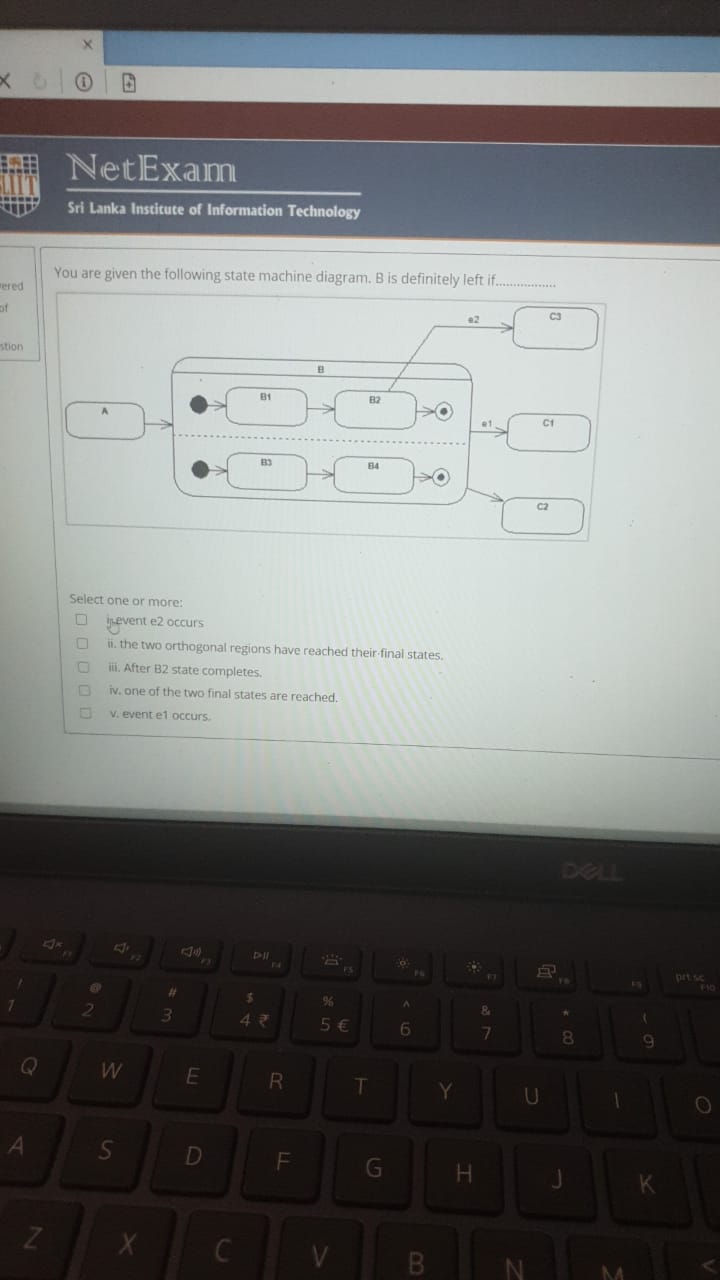 LIIT
NetExam
Sri Lanka Institute of Information Technology
ered
of
stion
You are given the following state machine diagram. B is definitely left if..................
e2
C3
B
A
B1
B2
e1
C1
B3
B4
C2
Select one or more:
i. event e2 occurs
ii. the two orthogonal regions have reached their final states.
iii. After B2 state completes.
iv. one of the two final states are reached.
v. event e1 occurs.
DELL
F1
F2
F3
F4
F5
F6
F7
F8
F9
prt sc
F10
!
1
@
2
#
3
$
4 ₹
%
5 €
^
6
&
7
*
8
(
9
Q W E R T Y U I O
A S D F G H J K
Z X C V B N M <